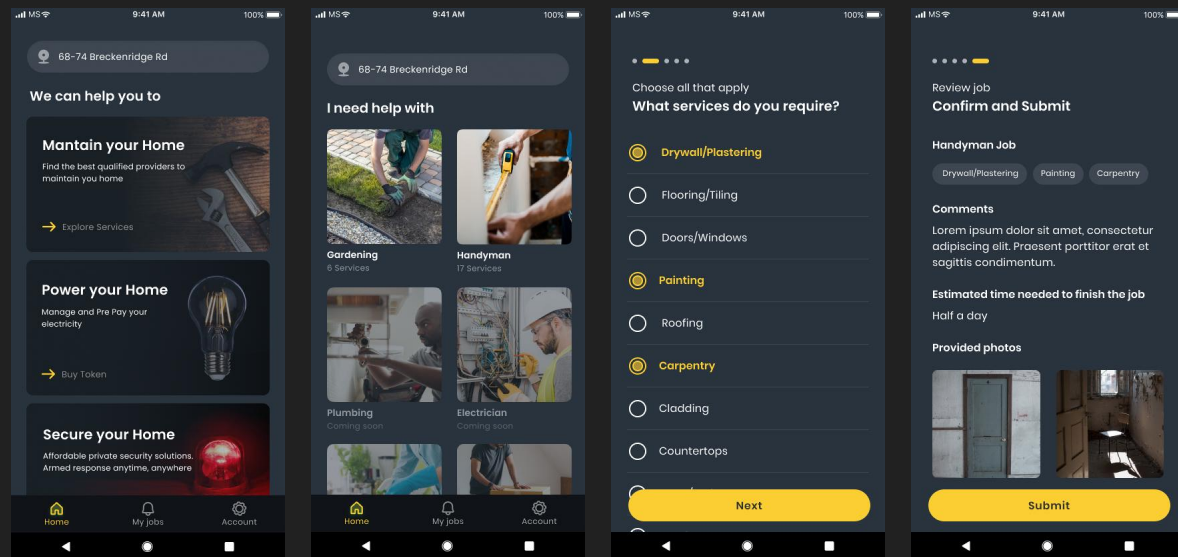 MS
9:41 AM
100%
68-74 Breckenridge Rd
We can help you to
Mantain your Home
Find the best qualified providers to
maintain you home
Explore Services
Power your Home
Manage and Pre Pay your
electricity
Buy Token
Secure your Home
Affordable private security solutions.
Armed response anytime, anywhere
Home
My jobs
Account
MS
9:41 AM
100%
68-74 Breckenridge Rd
I need help with
Gardening
6 Services
Handyman
17 Services
Plumbing
Coming soon
Electrician
Coming soon
Home
My jobs
Account
MS
9:41 AM
100%
Choose all that apply
What services do you require?
Drywall/Plastering
Flooring/Tiling
Doors/Windows
Painting
Roofing
Carpentry
Cladding
Countertops
Next
MS
9:41 AM
100%
Review job
Confirm and Submit
Handyman Job
Drywall/Plastering
Painting
Carpentry
Comments
Lorem ipsum dolor sit amet, consectetur
adipiscing elit. Praesent porttitor erat et
sagittis condimentum.
Estimated time needed to finish the job
Half a day
Provided photos
Submit